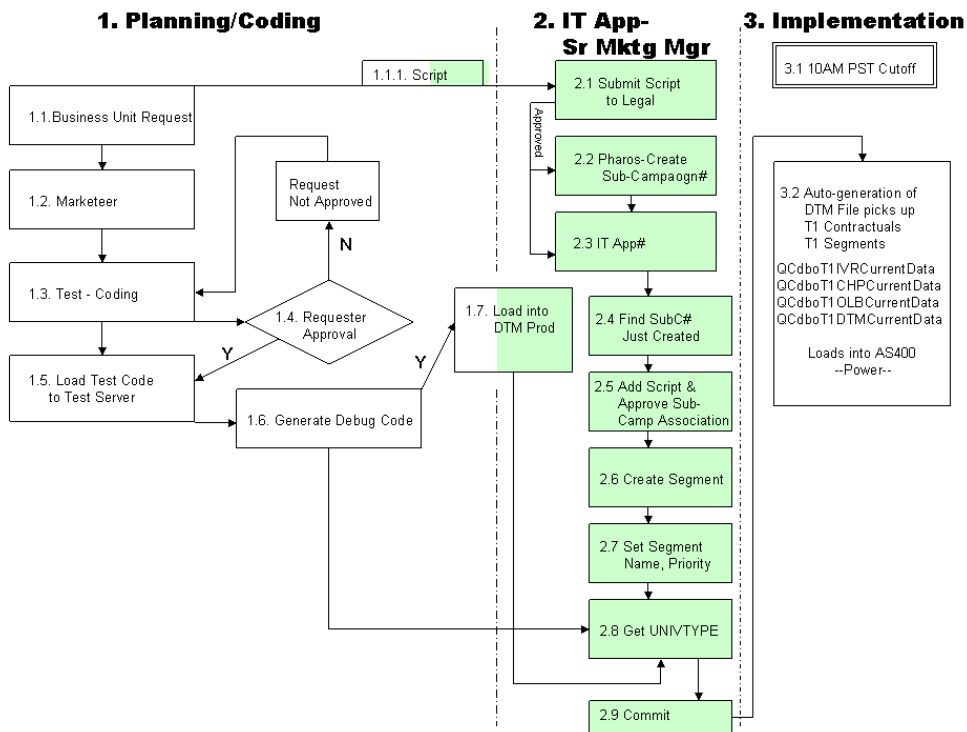 1. Planning/Coding
2. IT App-
Sr Mktg Mgr
3. Implementation
1.1.1. Script
1.1.Business Unit Request
1.2. Marketeer
1.3. Test - Coding
Request
Not Approved
N
1.4. Requester
Approval
Y
1.5. Load Test Code
to Test Server
1.6. Generate Debug Code
Y
1.7. Load into
DTM Prod
2.1 Submit Script
to Legal
Approved
2.2 Pharos-Create
Sub-Campaogn#
2.3 IT App#
2.4 Find SubC#
Just Created
2.5 Add Script &
Approve Sub-
Camp Association
2.6 Create Segment
2.7 Set Segment
Name, Priority
2.8 Get UNIVTYPE
2.9 Commit
3.1 10AM PST Cutoff
3.2 Auto-generation of
DTM File picks up
T1 Contractuals
T1 Segments
QCdboT1IVRCurrentData
QCdboT1CHPCurrentData
QCdboT1OLBCurrentData
QCdboT1DTMCurrentData
Loads into AS400
--Power--